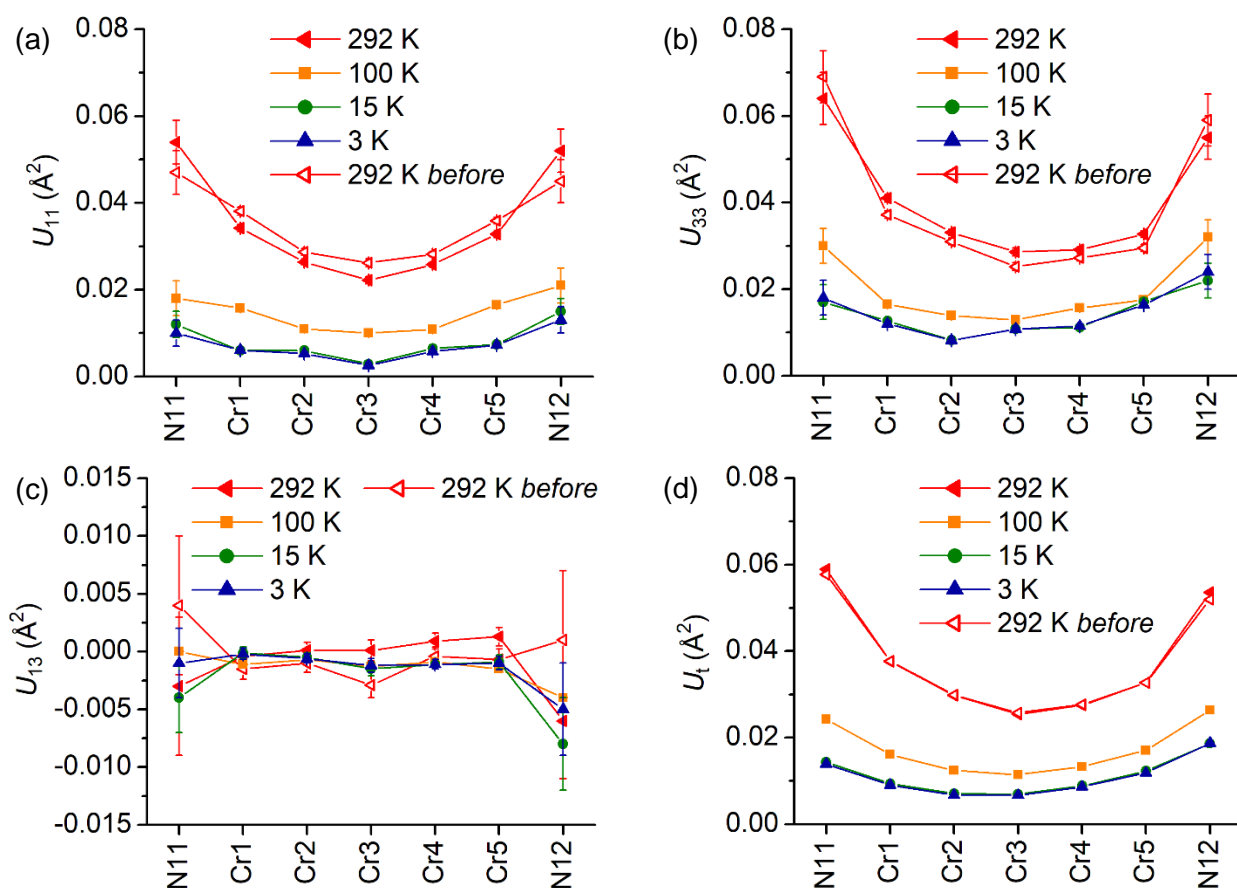 (a)
0.08
0.06
0.04
0.02
0.00
U₁₁ (Å²)
292 K
100 K
15 K
3 K
292 K before
N11
Cr1
Cr2
Cr3
Cr4
Cr5
N12
(b)
0.08
0.06
0.04
0.02
0.00
U₃₃ (Å²)
292 K
100 K
15 K
3 K
292 K before
N11
Cr1
Cr2
Cr3
Cr4
Cr5
N12
(c)
0.015
0.010
0.005
0.000
-0.005
-0.010
-0.015
U₁₃ (Å²)
292 K
292 K before
100 K
15 K
3 K
N11
Cr1
Cr2
Cr3
Cr4
Cr5
N12
(d)
0.08
0.06
0.04
0.02
0.00
Uₜ (Å²)
292 K
100 K
15 K
3 K
292 K before
N11
Cr1
Cr2
Cr3
Cr4
Cr5
N12